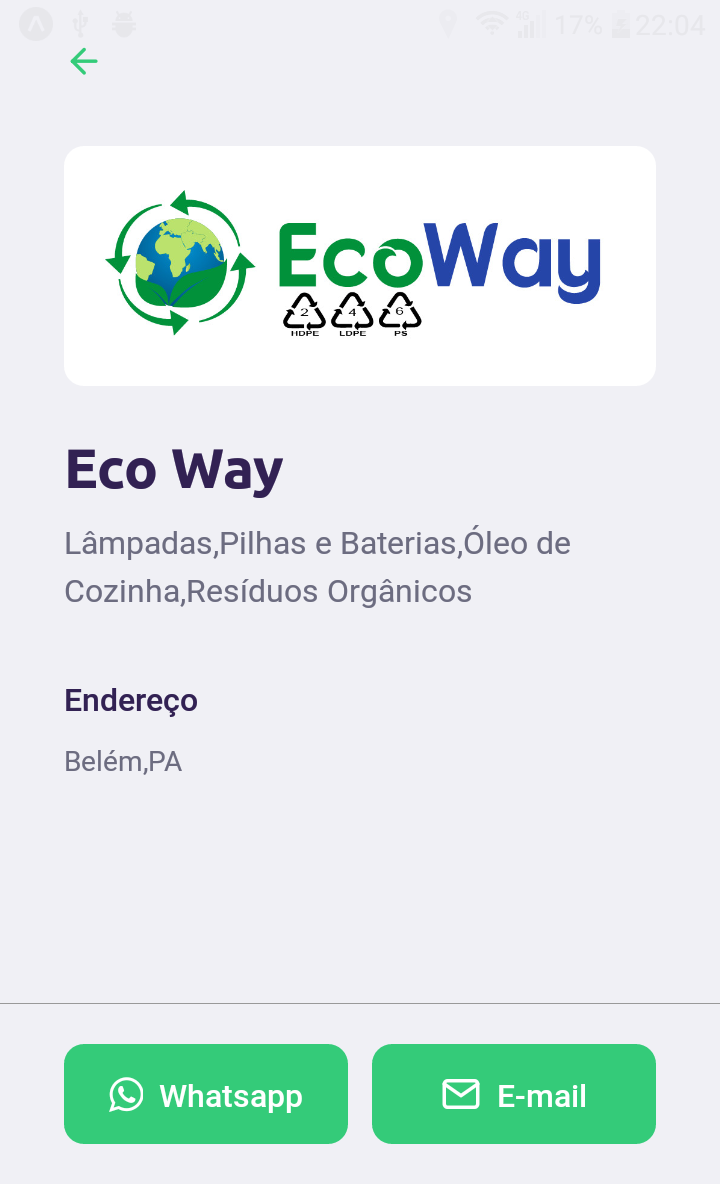 4G 17% 22:04
EcoWay
2 4 6
HDPE LDPE PS
Eco Way
Lâmpadas,Pilhas e Baterias,Óleo de
Cozinha,Resíduos Orgânicos
Endereço
Belém,PA
Whatsapp E-mail